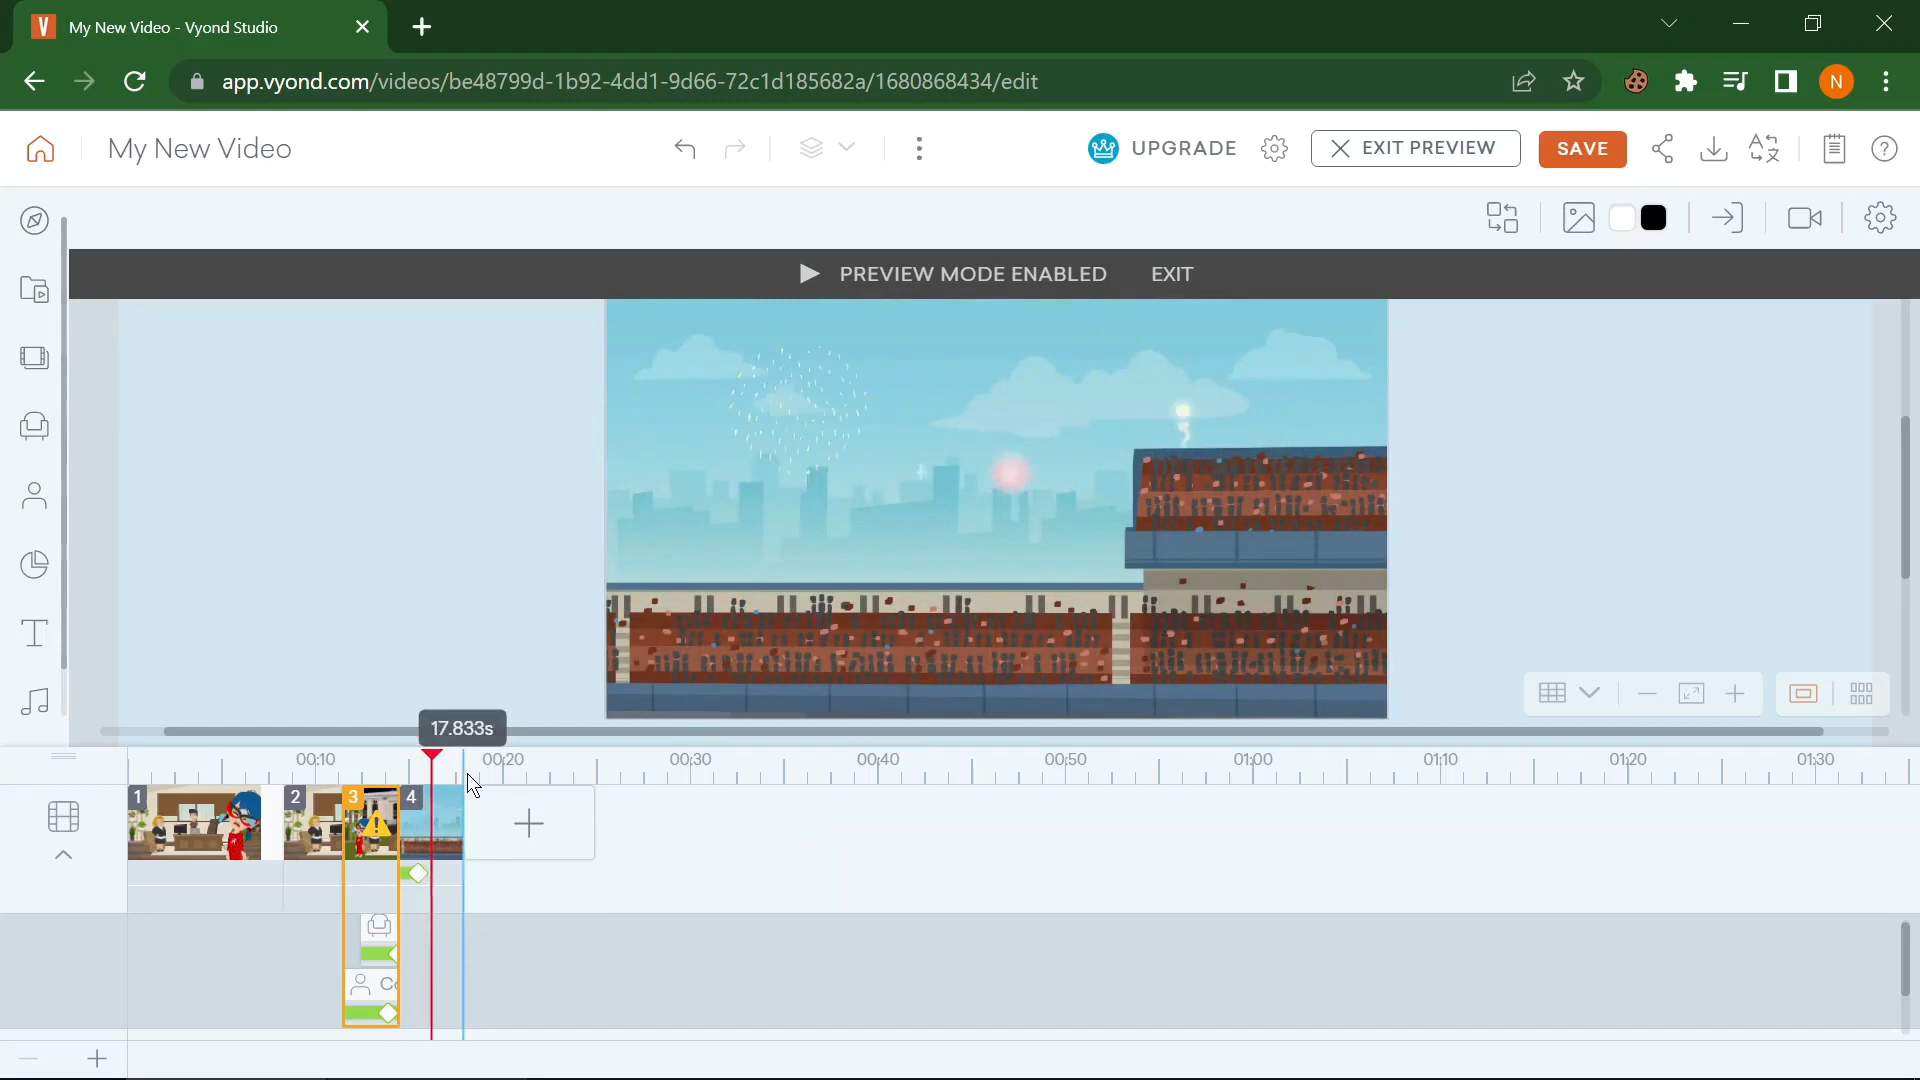 My New Video - Vyond Studio
app.vyond.com/videos/be48799d-1b92-4dd1-9d66-72c1d185682a/1680868434/edit
N
My New Video
UPGRADE
EXIT PREVIEW
SAVE
PREVIEW MODE ENABLED
EXIT
17.833s
00:10
00:20
00:30
00:40
00:50
01:00
01:10
01:20
01:30
1
2
3
4
Co